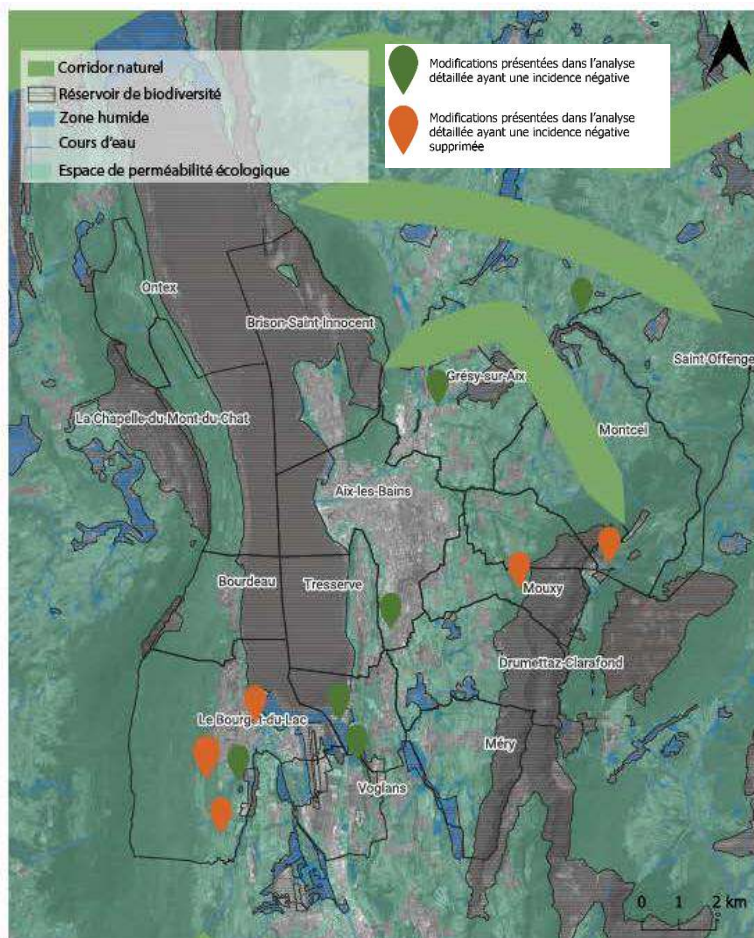 Corridor naturel
Réservoir de biodiversité
Zone humide
Cours d'eau
Espace de perméabilité écologique
Modifications présentées dans l'analyse
détaillée ayant une incidence négative
Modifications présentées dans l'analyse
détaillée ayant une incidence négative
supprimée
Ontex
Brison-Saint-Innocent
Saint-Offenge
Grésy-sur-Aix
La Chapelle-du-Mont-du-Chat
Montcel
Aix-les-Bains
Bourdeau
Tresserve
Mouxy
Drumettaz-Clarafond
Le Bourget-du-Lac
Méry
Voglans
0 1 2 km